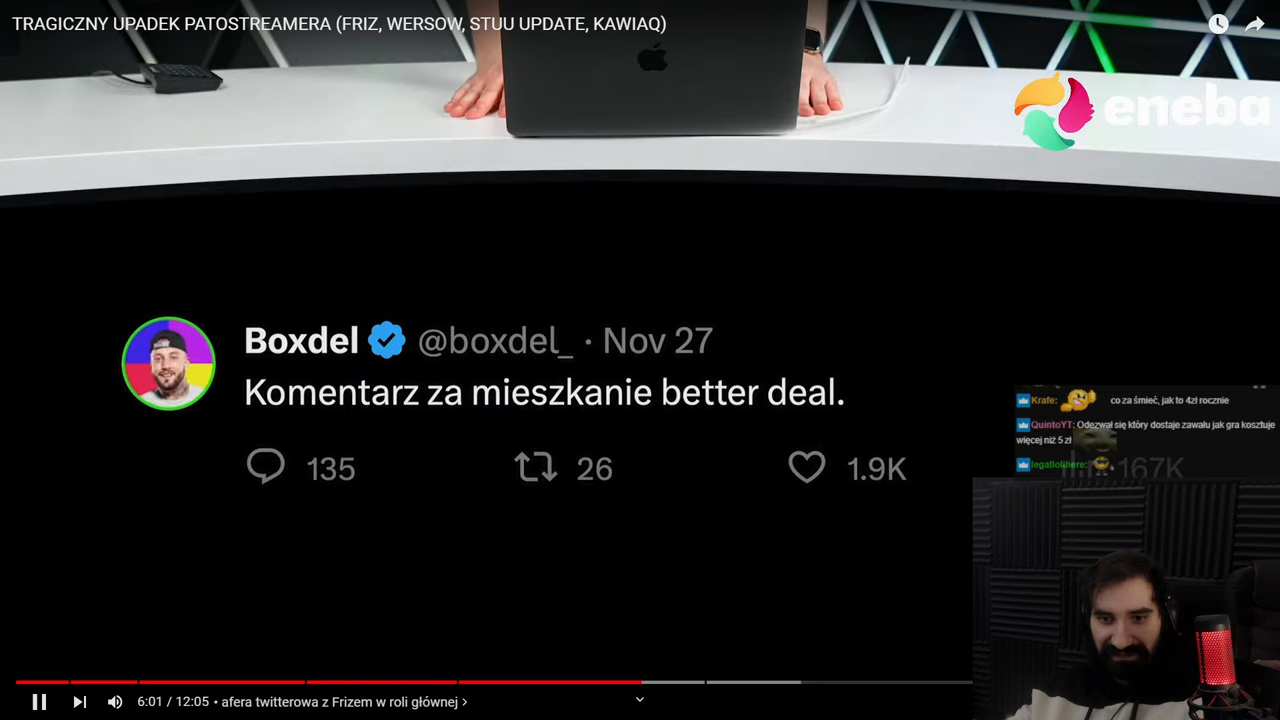 TRAGICZNY UPADEK PATOSTREAMERA (FRIZ, WERSOW, STUU UPDATE, KAWIAQ)
eneba
Boxdel @boxdel_ · Nov 27
Komentarz za mieszkanie better deal.
135 26 1.9K 167K
Krafe: co za śmieć, jak to 4zł rocznie
QuintoYT: Odezwał się który dostaje zawału jak gra kosztuje
więcej niż 5 zł
legallolihere:
6:01 / 12:05 • afera twitterowa z Frizem w roli głównej ›